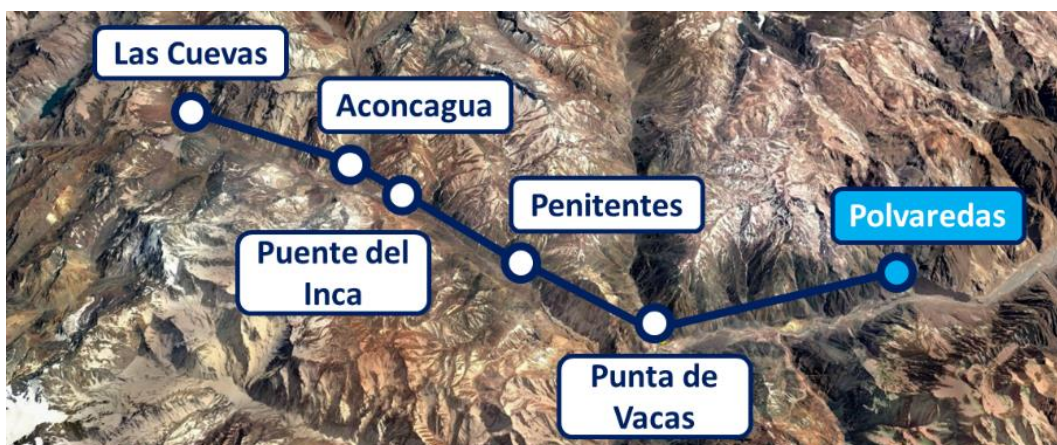 Las Cuevas
Aconcagua
Puente del
Inca
Penitentes
Punta de
Vacas
Polvaredas